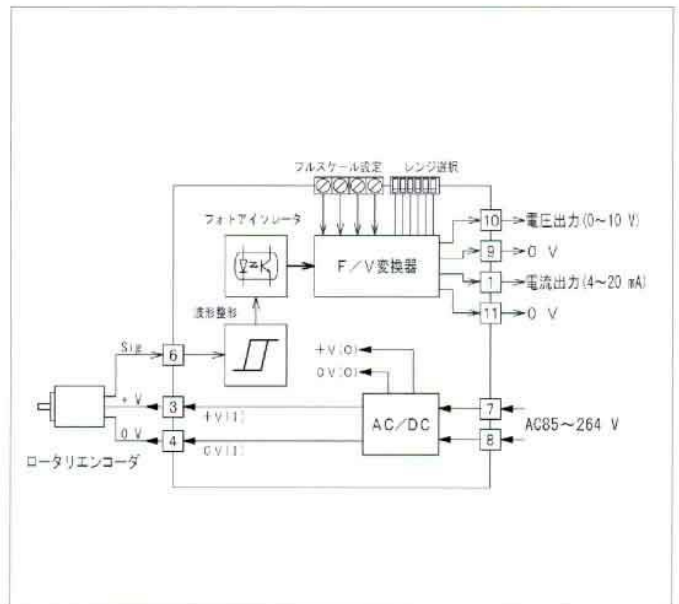 フルスケール設定 レンジ選択
フォトアイソレータ
F/V変換器
10 電圧出力(0~10 V)
9 0 V
1 電流出力(4~20 mA)
11 0 V
波形整形
Sig 6
+V(O)
0V(O)
AC/DC
+V 3 +V(I)
0 V 4 0V(I)
7
8
AC85~264 V
ロータリエンコーダ